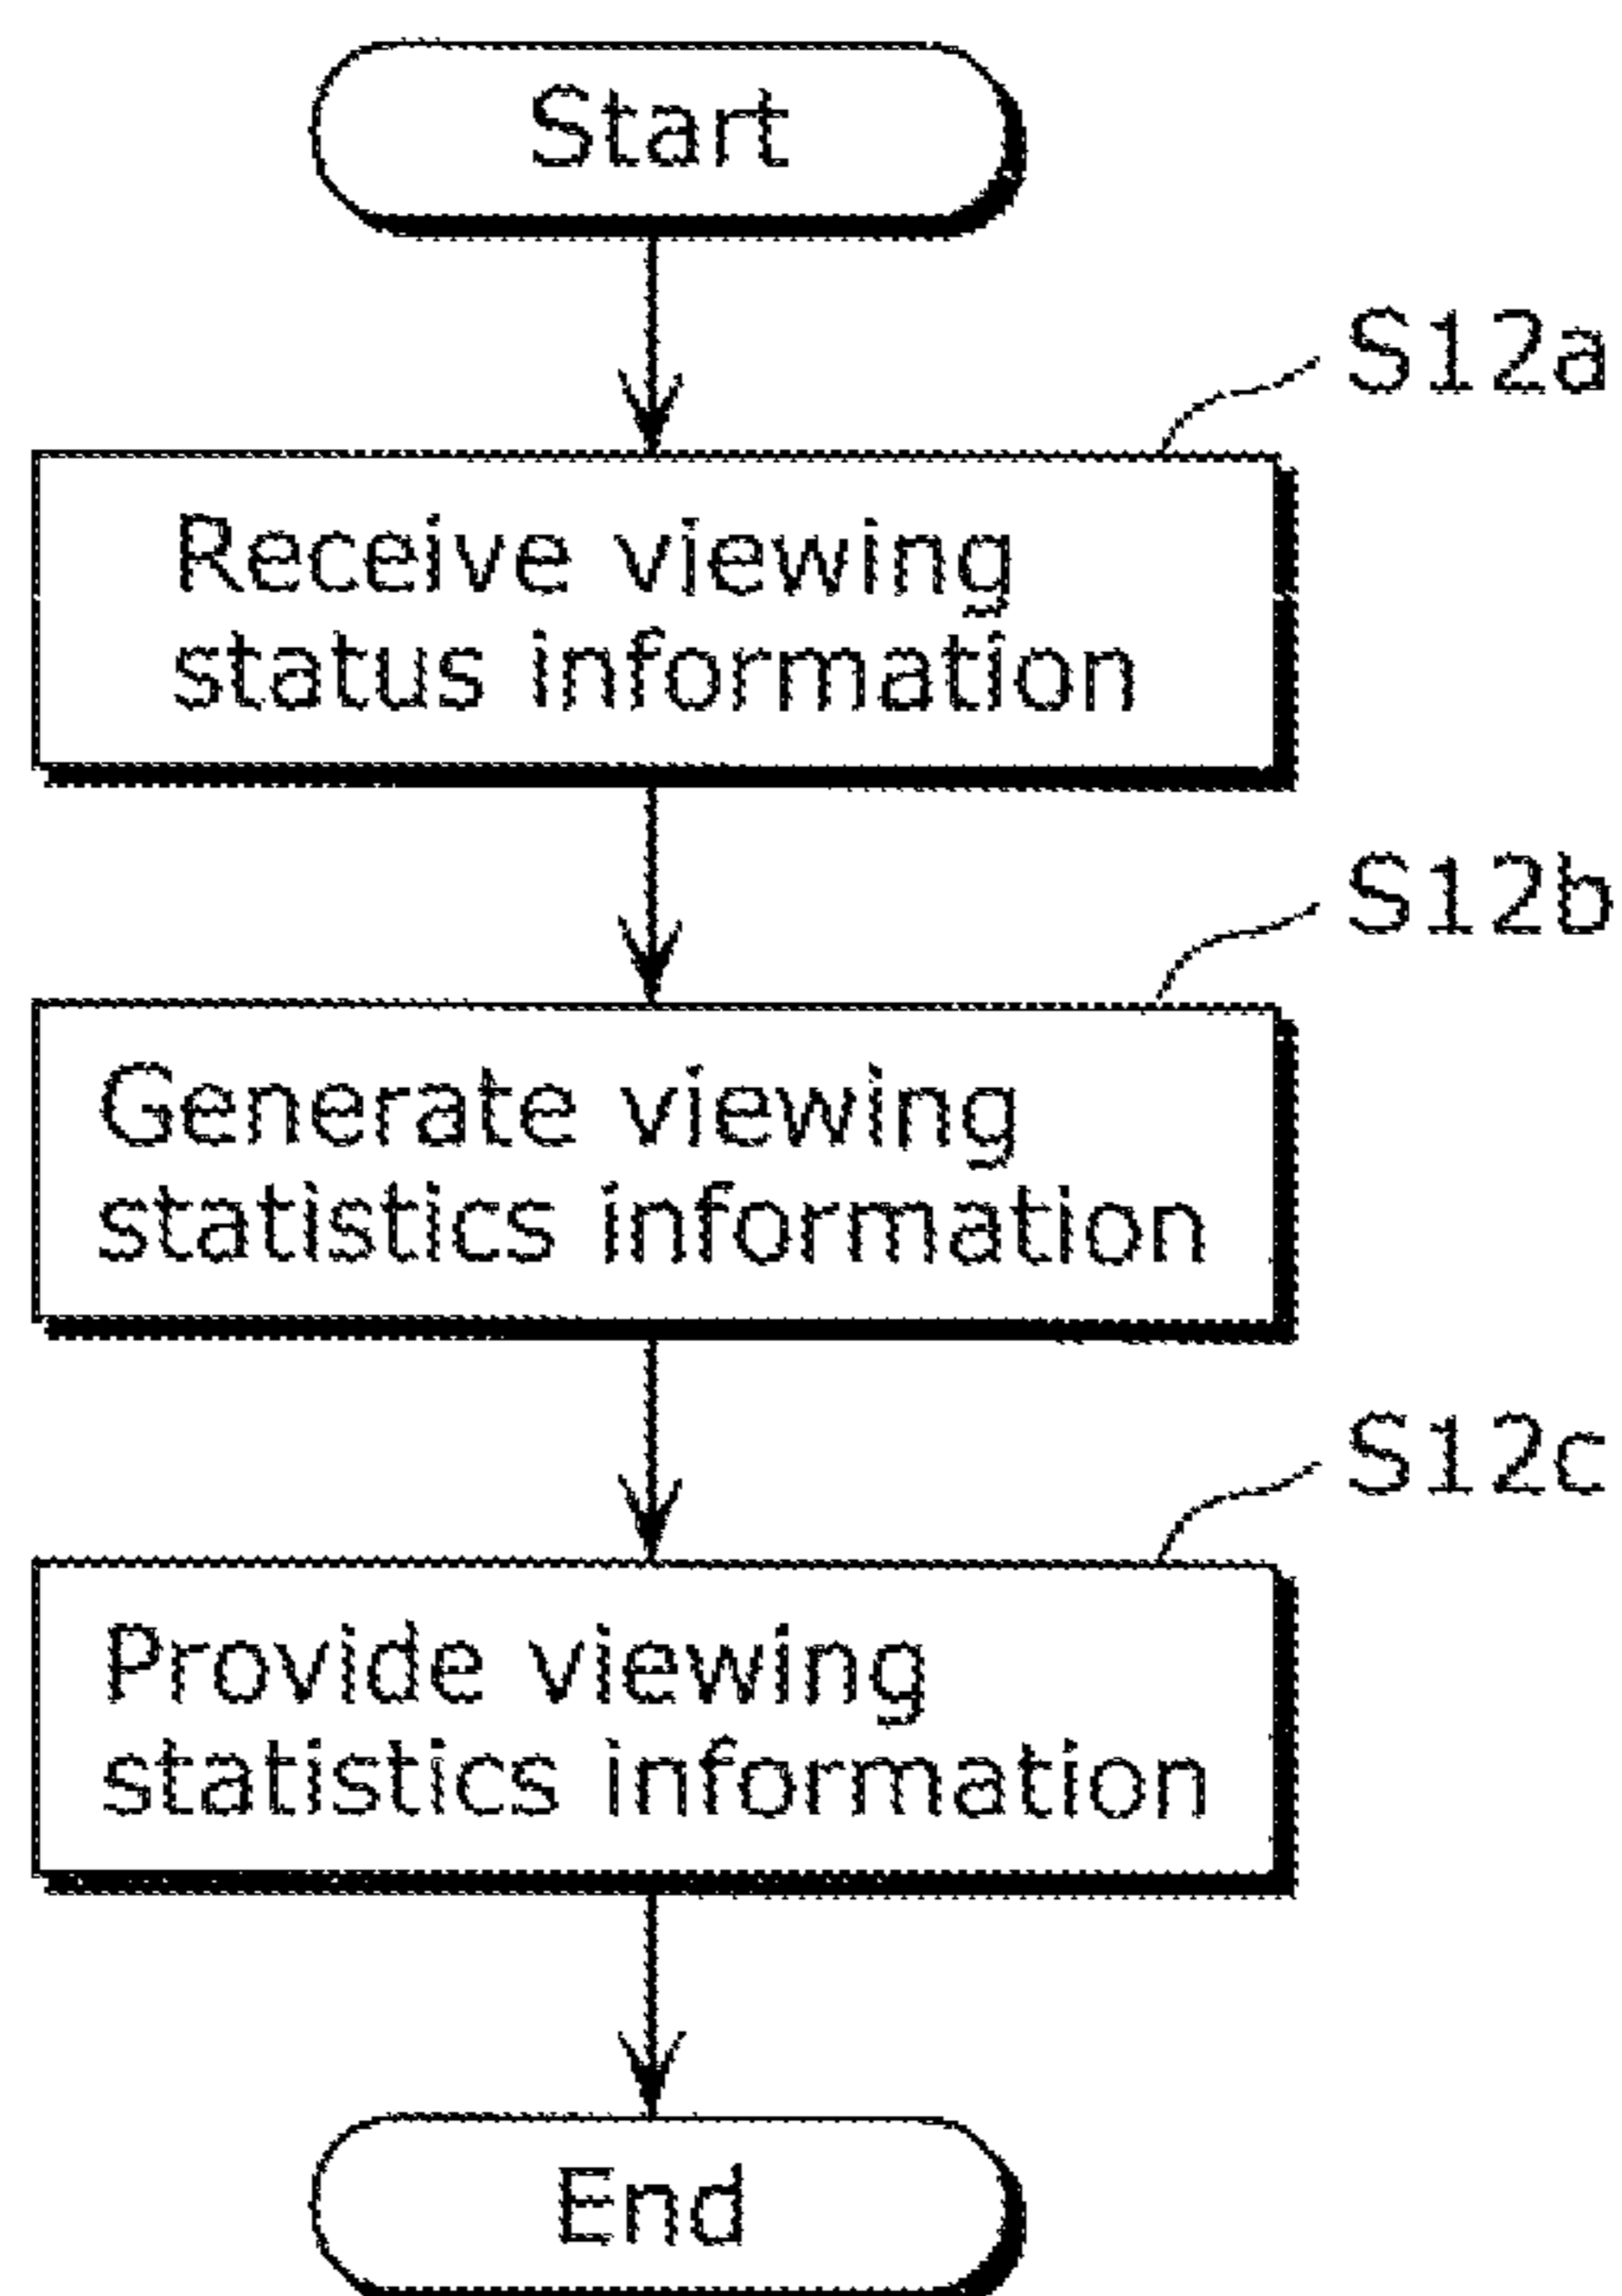 Start
S12a
Receive viewing
status information
S12b
Generate viewing
statistics information
S12c
Provide viewing
statistics information
End